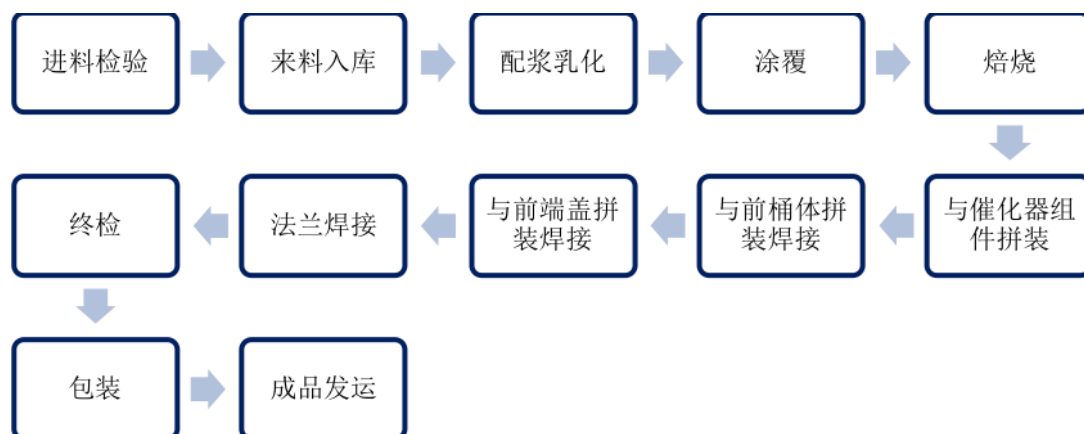 进料检验
来料入库
配浆乳化
涂覆
焙烧
与催化器组
件拼装
与前桶体拼
装焊接
与前端盖拼
装焊接
法兰焊接
终检
包装
成品发运